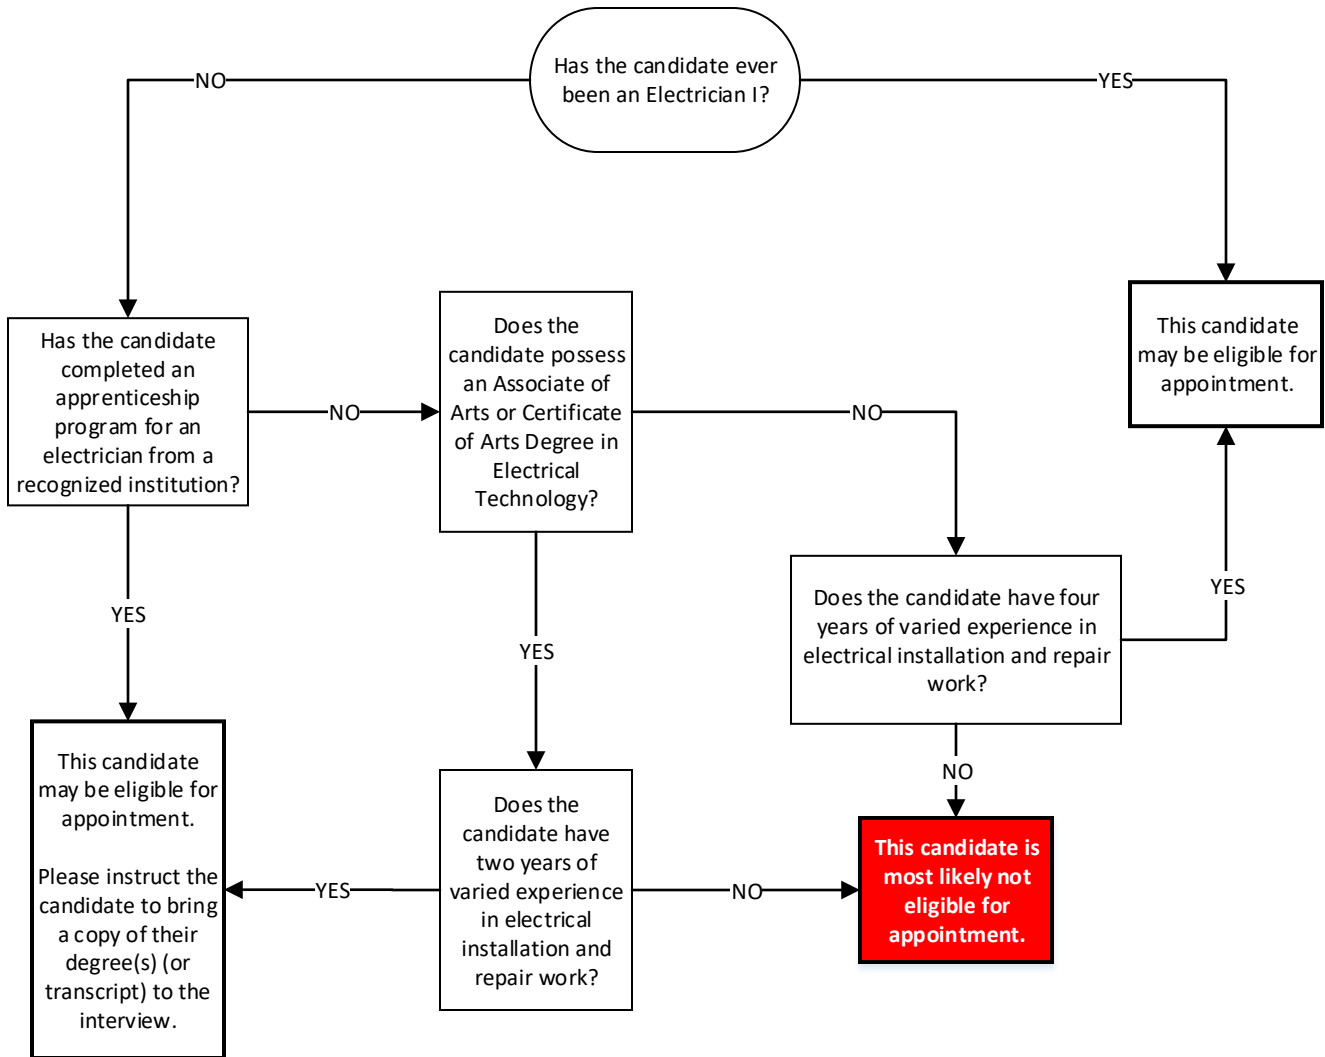 Has the candidate ever
been an Electrician I?
NO
YES
Has the candidate
completed an
apprenticeship
program for an
electrician from a
recognized institution?
NO
Does the
candidate possess
an Associate of
Arts or Certificate
of Arts Degree in
Electrical
Technology?
NO
This candidate
may be eligible for
appointment.
YES
YES
Does the candidate have four
years of varied experience in
electrical installation and repair
work?
YES
NO
This candidate
may be eligible for
appointment.
Please instruct the
candidate to bring
a copy of their
degree(s) (or
transcript) to the
interview.
YES
Does the
candidate have
two years of
varied experience
in electrical
installation and
repair work?
NO
This candidate is
most likely not
eligible for
appointment.